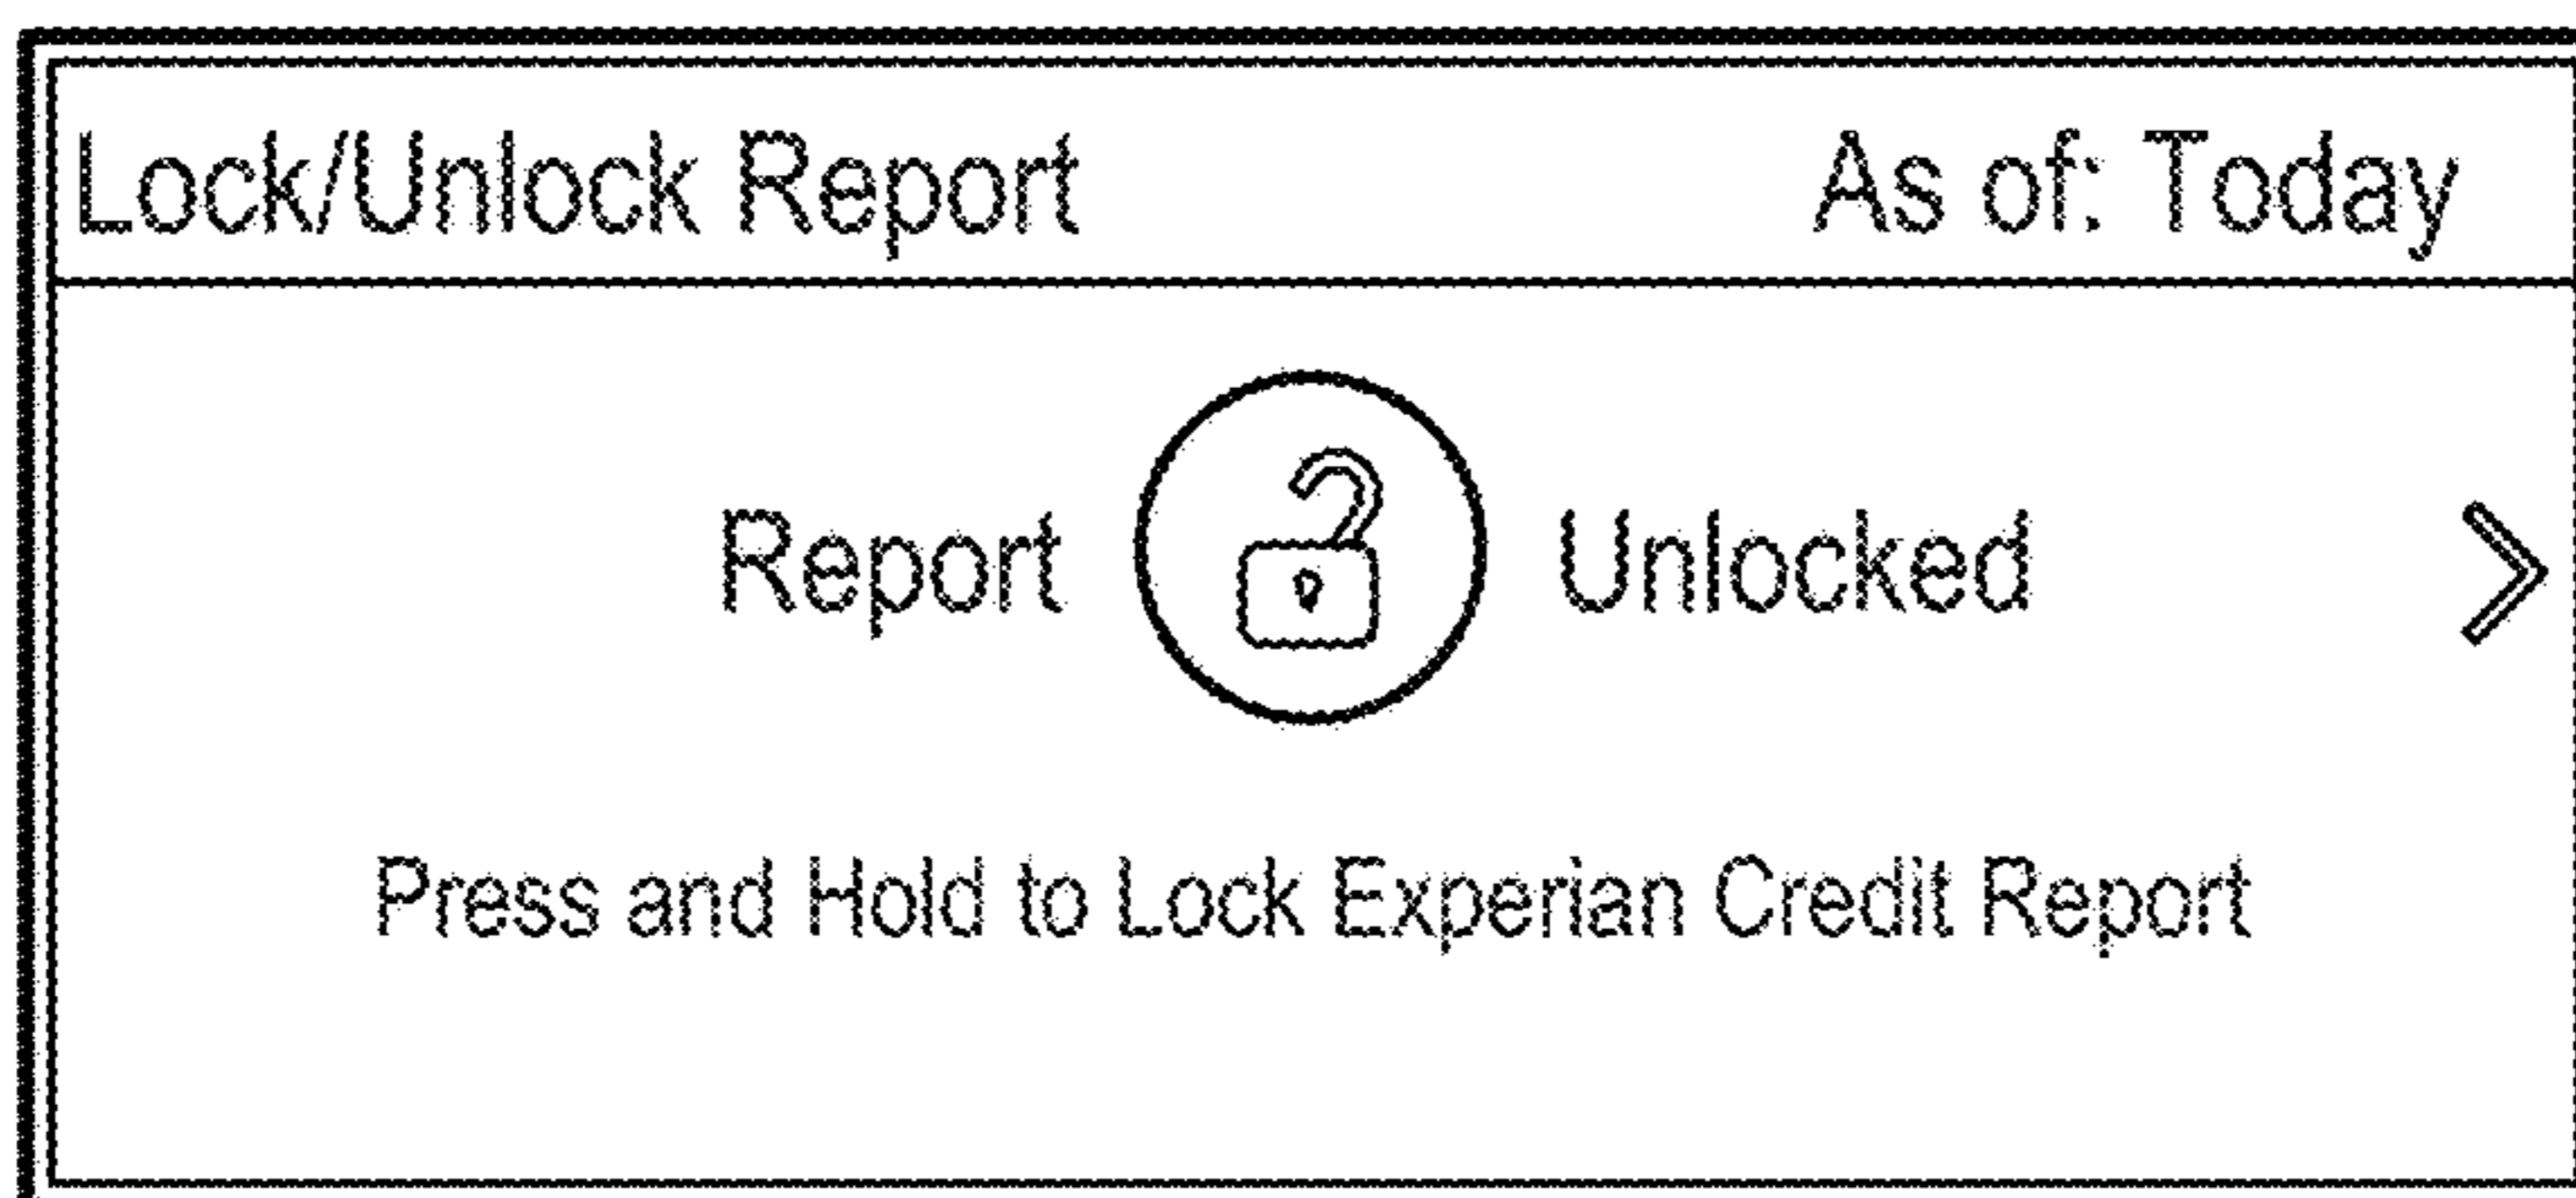 Lock/Unlock Report As of: Today
Report Unlocked
Press and Hold to Lock Experian Credit Report